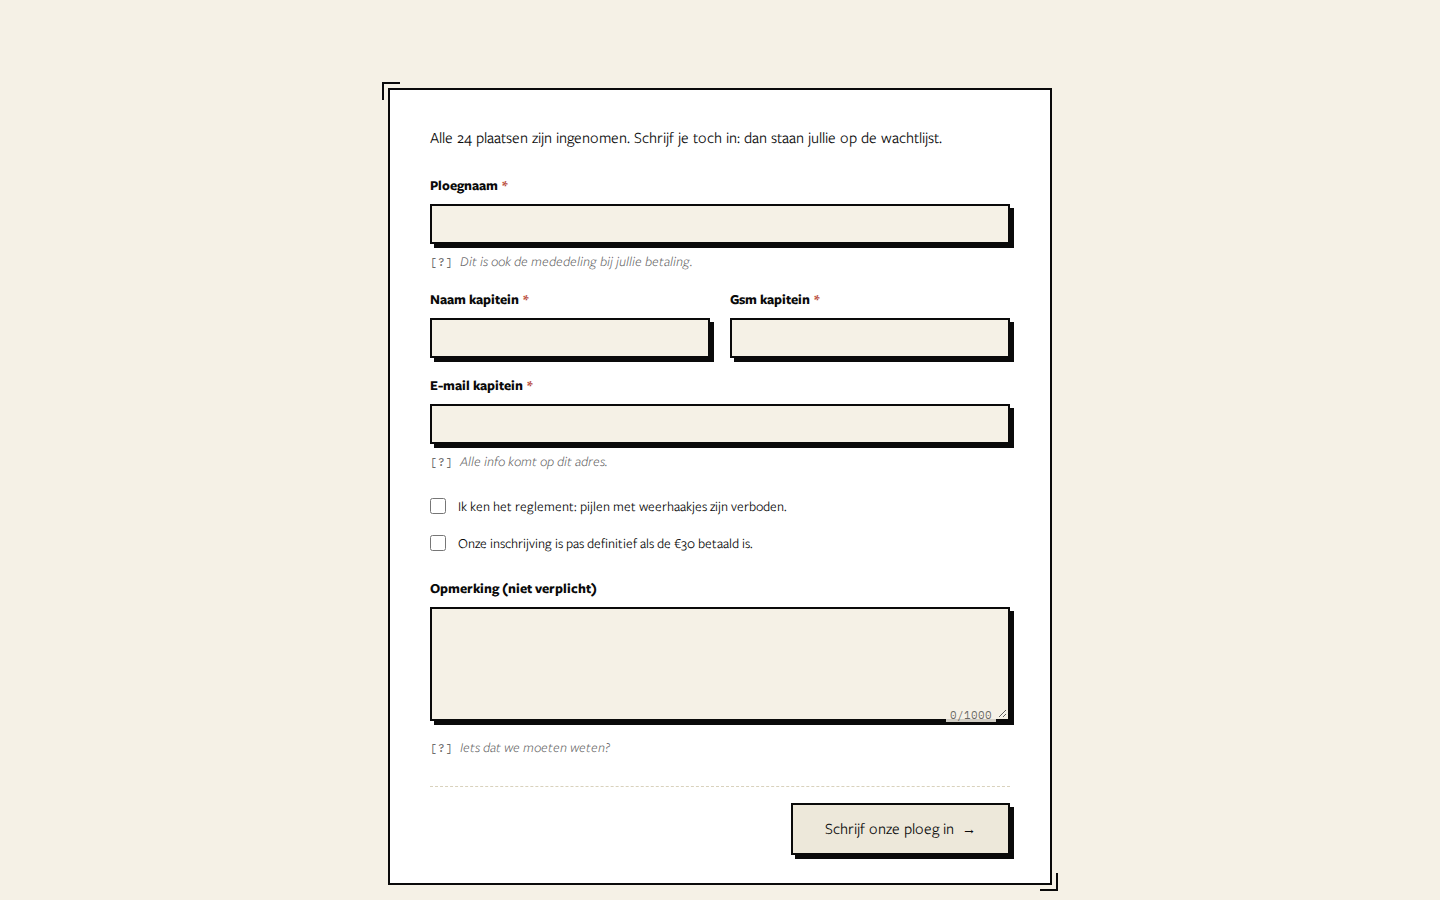 Alle 24 plaatsen zijn ingenomen. Schrijf je toch in: dan staan jullie op de wachtlijst.
Ploegnaam *
[?] Dit is ook de mededeling bij jullie betaling.
Naam kapitein *
Gsm kapitein *
E-mail kapitein *
[?] Alle info komt op dit adres.
Ik ken het reglement: pijlen met weerhaakjes zijn verboden.
Onze inschrijving is pas definitief als de €30 betaald is.
Opmerking (niet verplicht)
0/1000
[?] Iets dat we moeten weten?
Schrijf onze ploeg in →